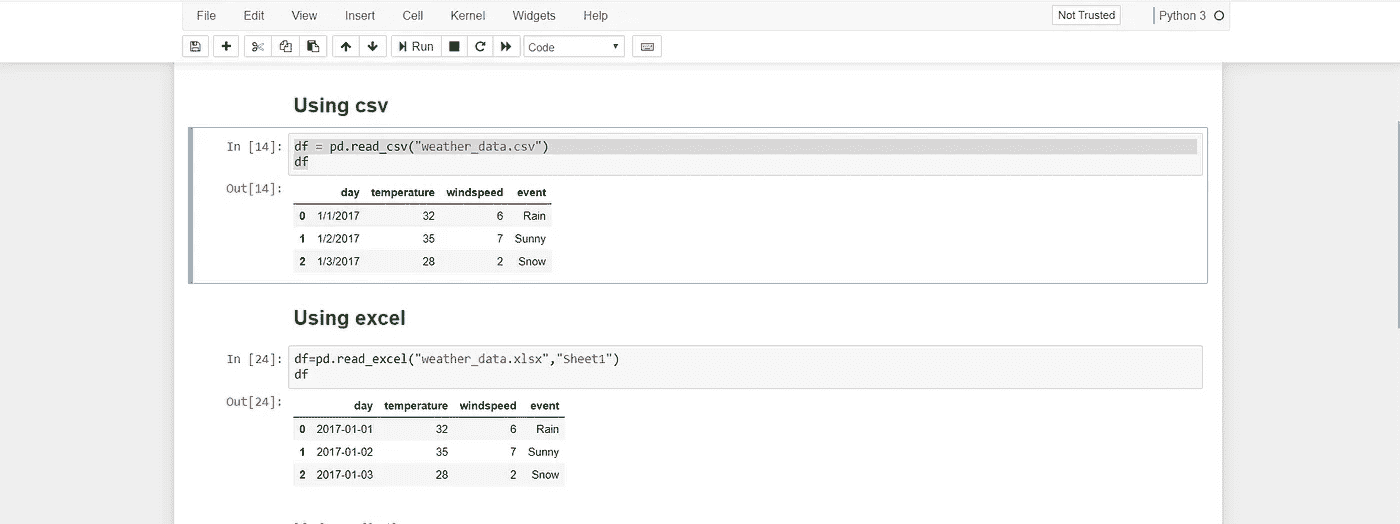 File Edit View Insert Cell Kernel Widgets Help Not Trusted Python 3
Run Code
Using csv
In [14]: df = pd.read_csv("weather_data.csv")
df
Out[14]:
day temperature windspeed event
0 1/1/2017 32 6 Rain
1 1/2/2017 35 7 Sunny
2 1/3/2017 28 2 Snow
Using excel
In [24]: df=pd.read_excel("weather_data.xlsx","Sheet1")
df
Out[24]:
day temperature windspeed event
0 2017-01-01 32 6 Rain
1 2017-01-02 35 7 Sunny
2 2017-01-03 28 2 Snow